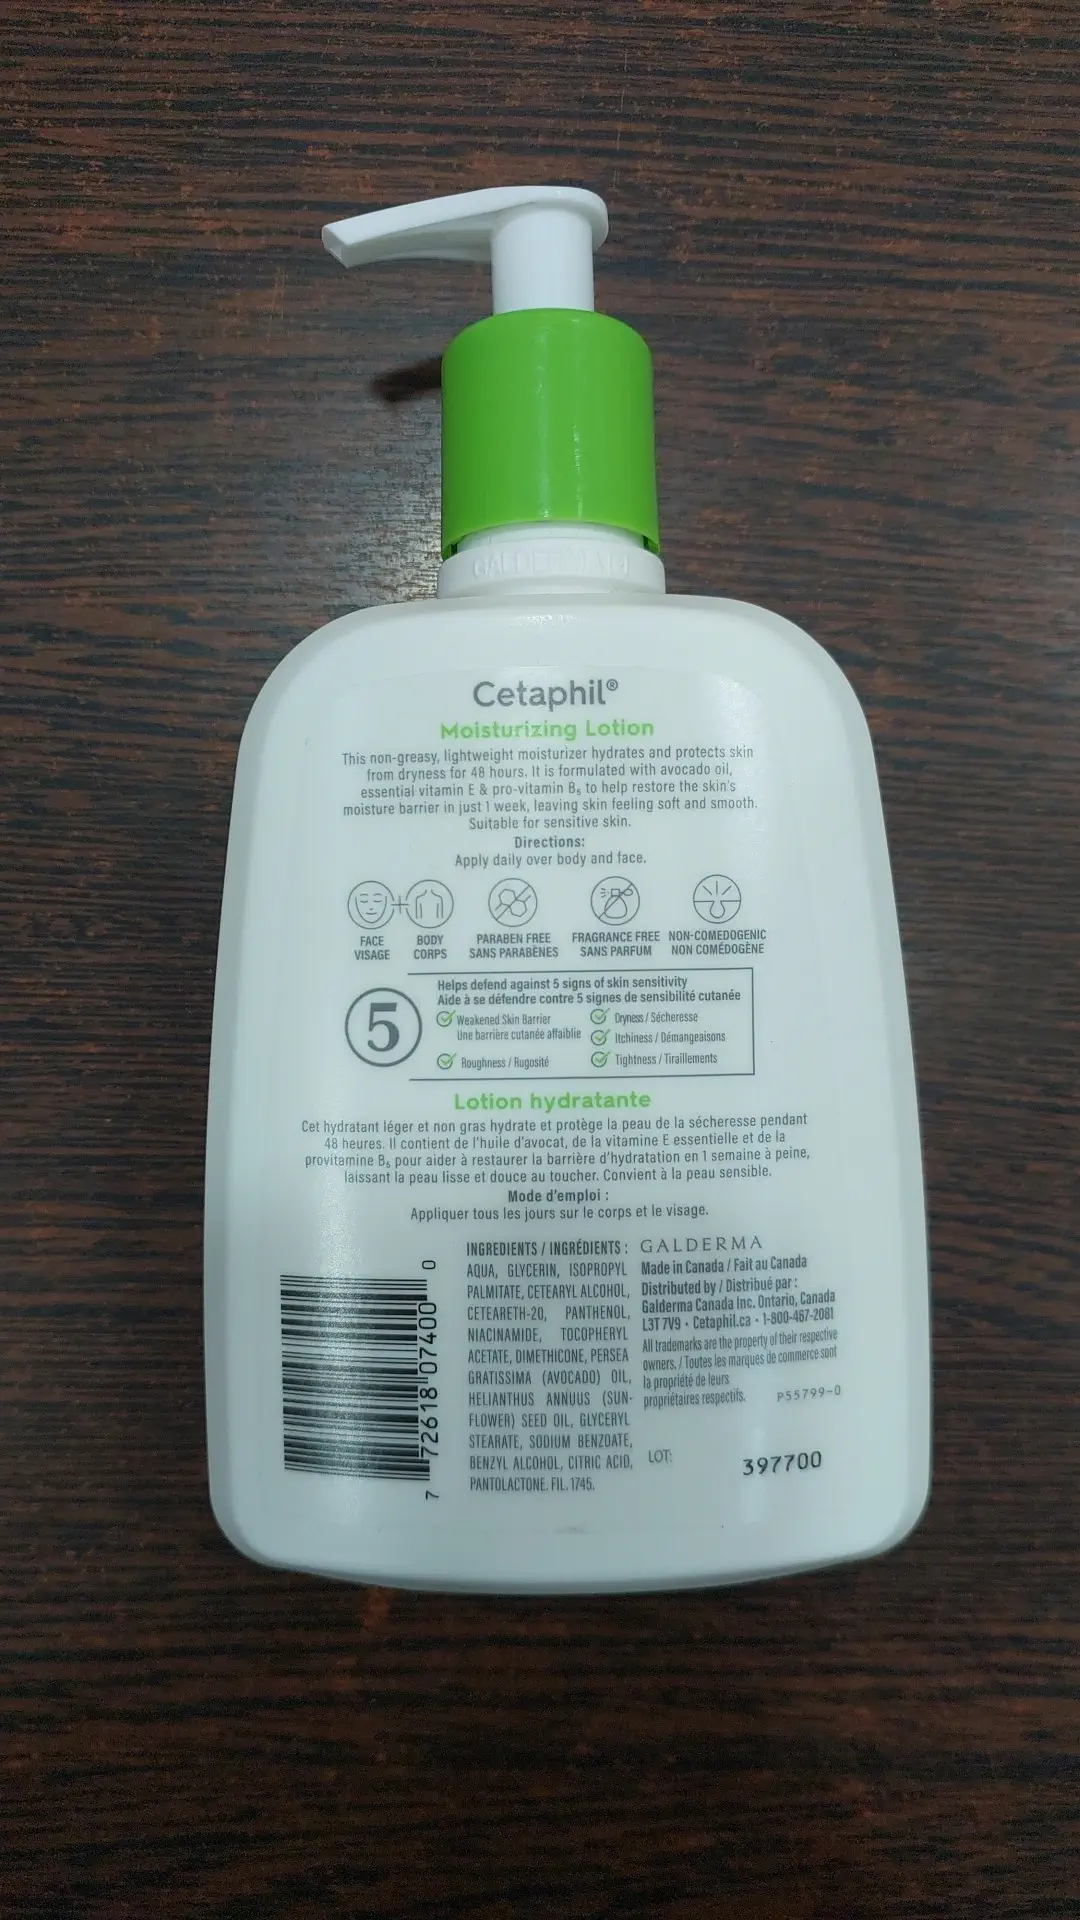 GALDERMA
Cetaphil®
Moisturizing Lotion
This non-greasy, lightweight moisturizer hydrates and protects skin
from dryness for 48 hours. It is formulated with avocado oil,
essential vitamin E & pro-vitamin B₅ to help restore the skin's
moisture barrier in just 1 week, leaving skin feeling soft and smooth.
Suitable for sensitive skin.
Directions:
Apply daily over body and face.
FACE
VISAGE
BODY
CORPS
PARABEN FREE
SANS PARABÈNES
FRAGRANCE FREE
SANS PARFUM
NON-COMEDOGENIC
NON COMÉDOGÈNE
5
Helps defend against 5 signs of skin sensitivity
Aide à se défendre contre 5 signes de sensibilité cutanée
Weakened Skin Barrier
Une barrière cutanée affaiblie
Roughness / Rugosité
Dryness / Sécheresse
Itchiness / Démangeaisons
Tightness / Tiraillements
Lotion hydratante
Cet hydratant léger et non gras hydrate et protège la peau de la sécheresse pendant
48 heures. Il contient de l'huile d'avocat, de la vitamine E essentielle et de la
provitamine B₅ pour aider à restaurer la barrière d'hydratation en 1 semaine à peine,
laissant la peau lisse et douce au toucher. Convient à la peau sensible.
Mode d'emploi :
Appliquer tous les jours sur le corps et le visage.
7 72618 07400 0
INGREDIENTS / INGRÉDIENTS :
AQUA, GLYCERIN, ISOPROPYL
PALMITATE, CETEARYL ALCOHOL,
CETEARETH-20, PANTHENOL,
NIACINAMIDE, TOCOPHERYL
ACETATE, DIMETHICONE, PERSEA
GRATISSIMA (AVOCADO) OIL,
HELIANTHUS ANNUUS (SUN-
FLOWER) SEED OIL, GLYCERYL
STEARATE, SODIUM BENZOATE,
BENZYL ALCOHOL, CITRIC ACID,
PANTOLACTONE. FIL. 1745.
GALDERMA
Made in Canada / Fait au Canada
Distributed by / Distribué par :
Galderma Canada Inc. Ontario, Canada
L3T 7V9 • Cetaphil.ca • 1-800-467-2081
All trademarks are the property of their respective
owners. / Toutes les marques de commerce sont
la propriété de leurs
propriétaires respectifs.
P55799-0
LOT:
397700